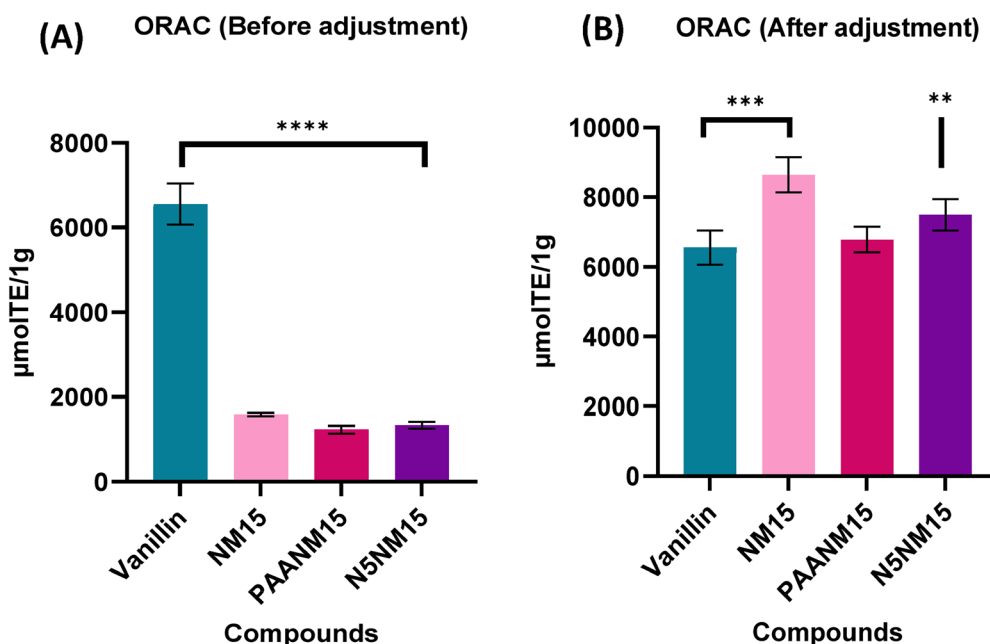 (A)
ORAC (Before adjustment)
****
8000
6000
4000
2000
0
µmolTE/1g
Vanillin
NM15
PAANM15
N5NM15
Compounds
(B)
ORAC (After adjustment)
***
**
10000
8000
6000
4000
2000
0
µmolTE/1g
Vanillin
NM15
PAANM15
N5NM15
Compounds